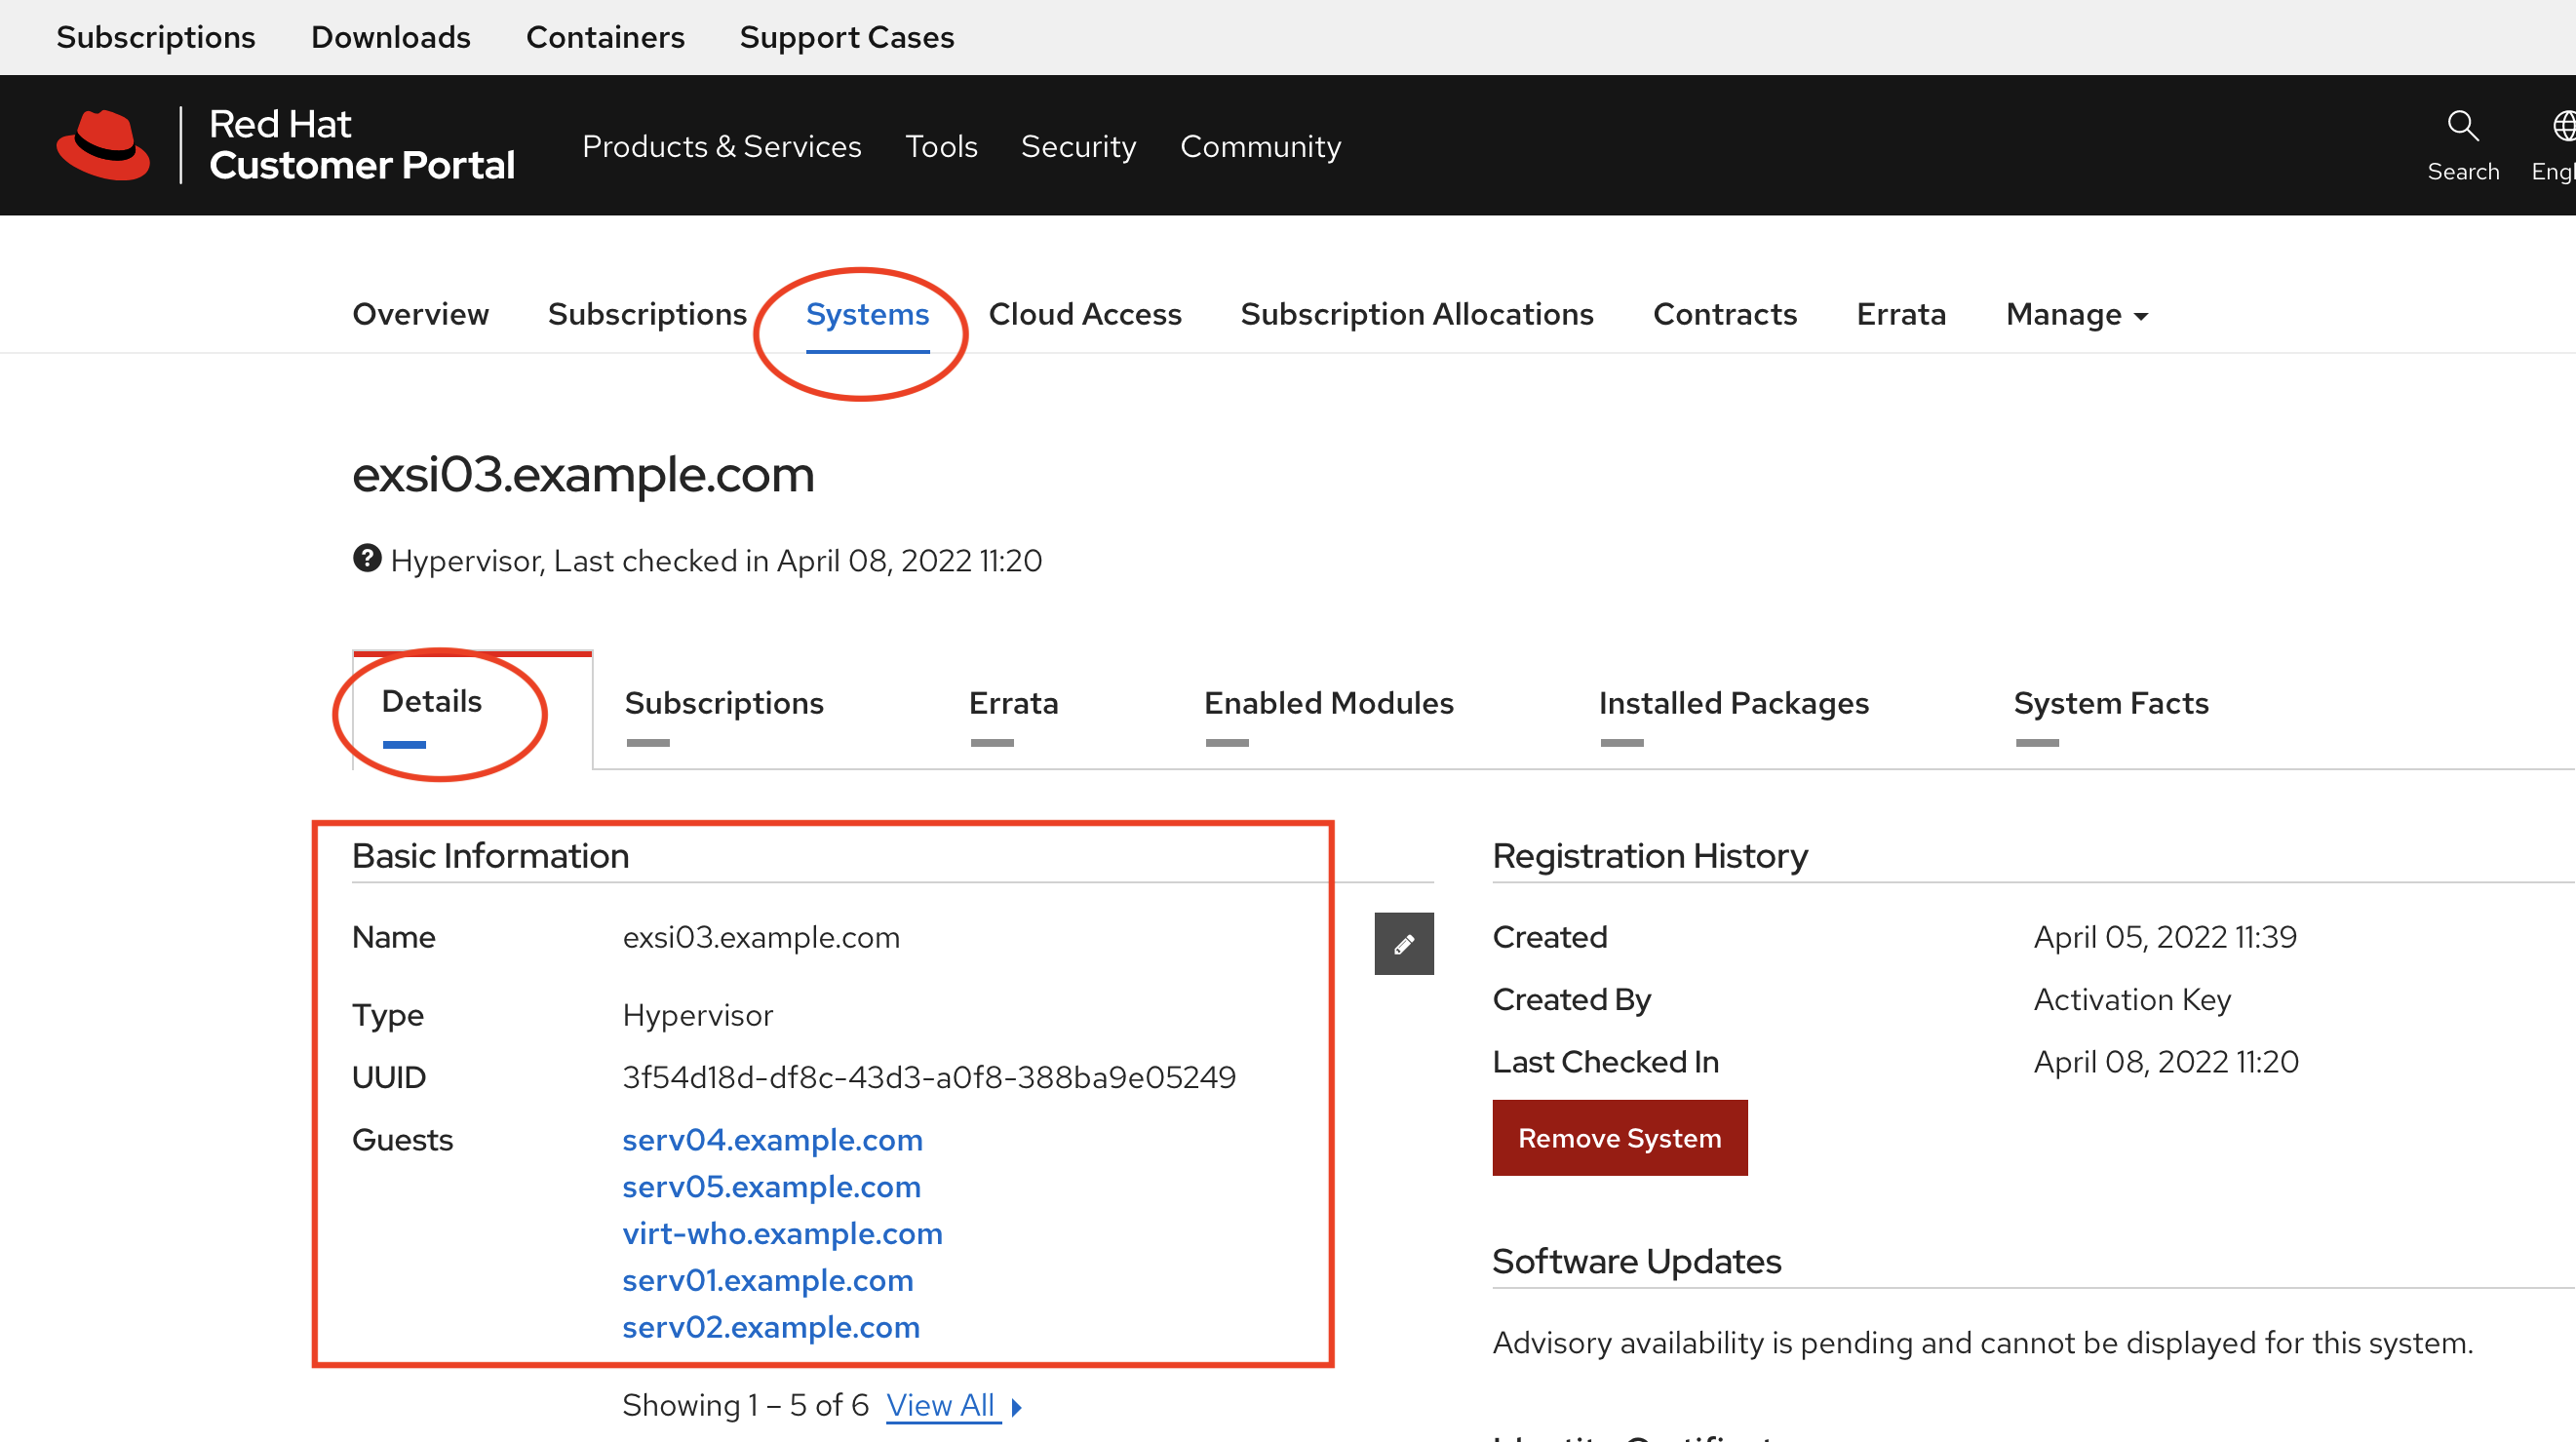 Subscriptions Downloads Containers Support Cases
Red Hat
Customer Portal
Products & Services Tools Security Community
Search
Overview Subscriptions Systems Cloud Access Subscription Allocations Contracts Errata Manage
exsi03.example.com
Hypervisor, Last checked in April 08, 2022 11:20
Details Subscriptions Errata Enabled Modules Installed Packages System Facts
Basic Information
Name exsi03.example.com
Type Hypervisor
UUID 3f54d18d-df8c-43d3-a0f8-388ba9e05249
Guests serv04.example.com
serv05.example.com
virt-who.example.com
serv01.example.com
serv02.example.com
Showing 1 – 5 of 6 View All
Registration History
Created April 05, 2022 11:39
Created By Activation Key
Last Checked In April 08, 2022 11:20
Remove System
Software Updates
Advisory availability is pending and cannot be displayed for this system.